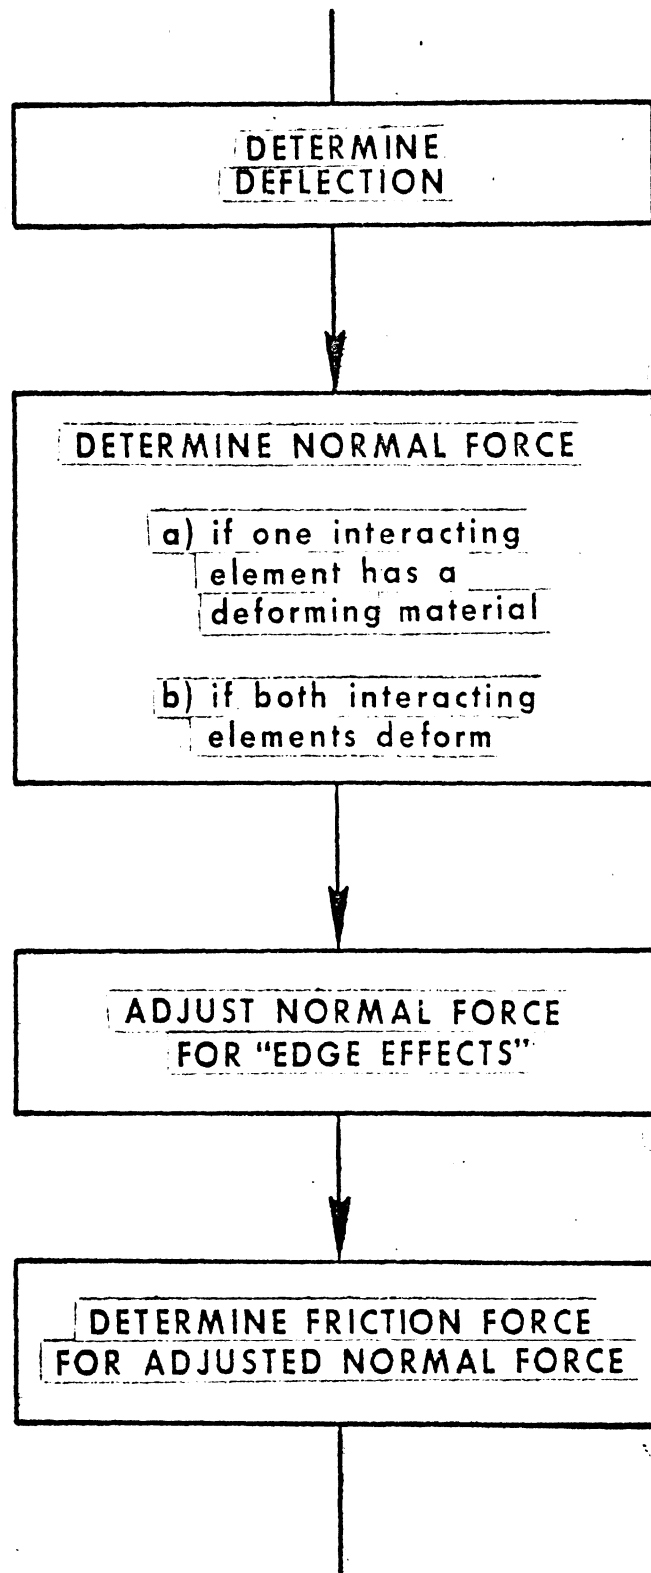 DETERMINE
DEFLECTION
DETERMINE NORMAL FORCE
a) if one interacting
element has a
deforming material
b) if both interacting
elements deform
ADJUST NORMAL FORCE
FOR “EDGE EFFECTS”
DETERMINE FRICTION FORCE
FOR ADJUSTED NORMAL FORCE